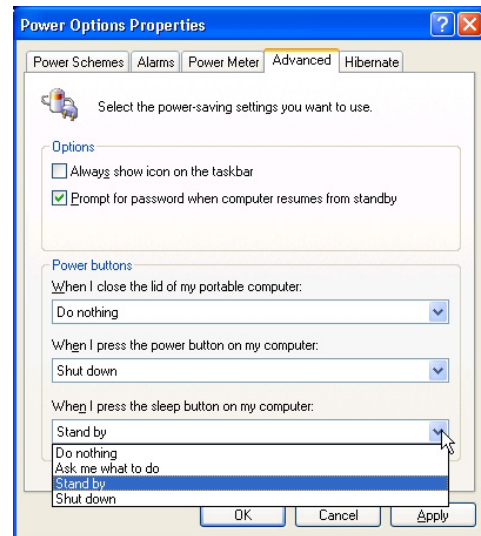 Power Options Properties
Power Schemes Alarms Power Meter Advanced Hibernate
Select the power-saving settings you want to use.
Options
Always show icon on the taskbar
Prompt for password when computer resumes from standby
Power buttons
When I close the lid of my portable computer:
Do nothing
When I press the power button on my computer:
Shut down
When I press the sleep button on my computer:
Stand by
Do nothing
Ask me what to do
Stand by
Shut down
OK Cancel Apply